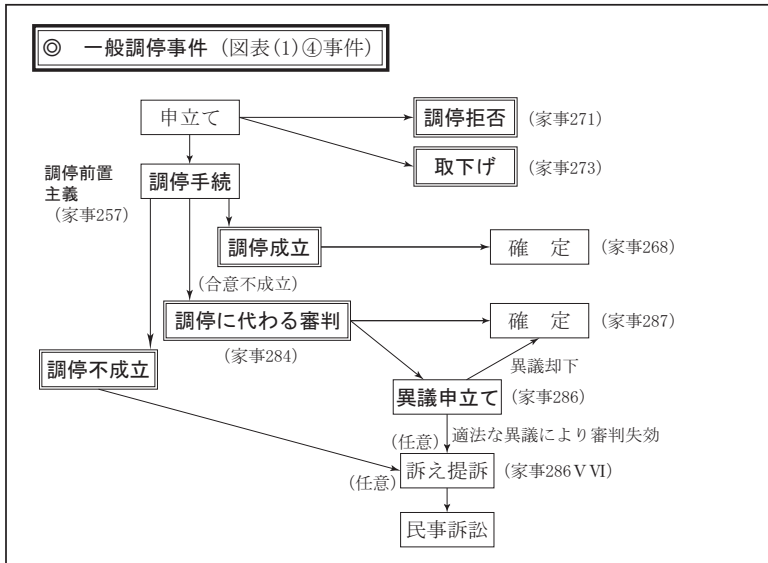 ◎ 一般調停事件（図表(1)④事件）
申立て
調停拒否 （家事271）
取下げ （家事273）
調停前置
主義
（家事257）
調停手続
調停成立
確　定 （家事268）
（合意不成立）
調停に代わる審判
確　定 （家事287）
（家事284）
調停不成立
異議却下
異議申立て （家事286）
（任意） 適法な異議により審判失効
（任意）
訴え提訴 （家事286ⅤⅥ）
民事訴訟